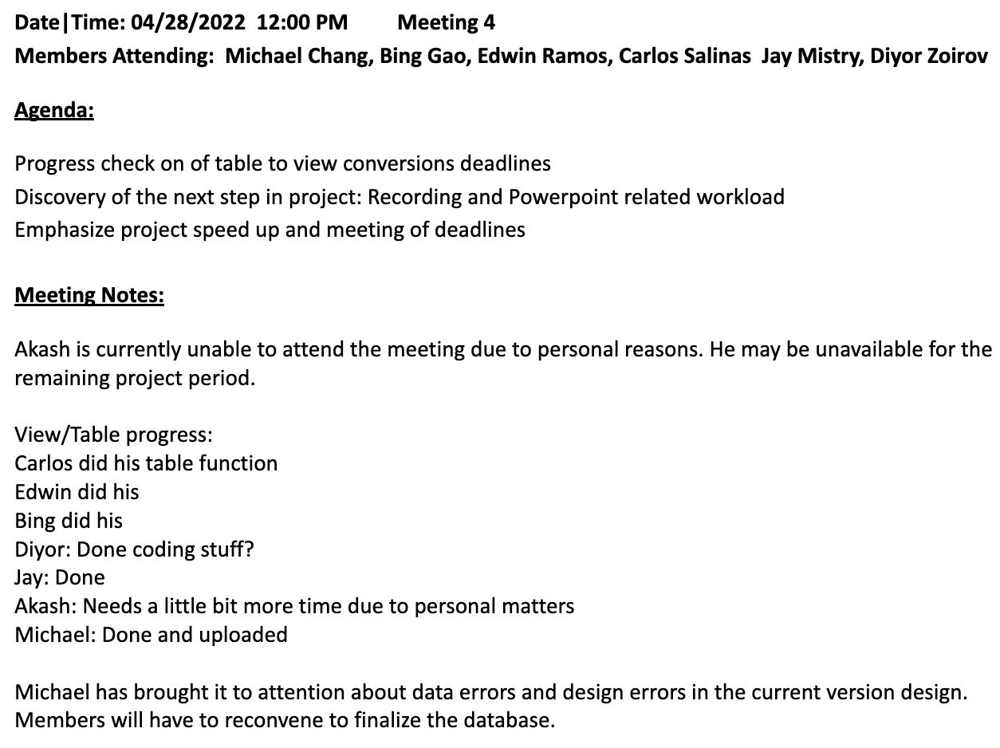 Date|Time: 04/28/2022 12:00 PM Meeting 4
Members Attending: Michael Chang, Bing Gao, Edwin Ramos, Carlos Salinas Jay Mistry, Diyor Zoirov
Agenda:
Progress check on of table to view conversions deadlines
Discovery of the next step in project: Recording and Powerpoint related workload
Emphasize project speed up and meeting of deadlines
Meeting Notes:
Akash is currently unable to attend the meeting due to personal reasons. He may be unavailable for the
remaining project period.
View/Table progress:
Carlos did his table function
Edwin did his
Bing did his
Diyor: Done coding stuff?
Jay: Done
Akash: Needs a little bit more time due to personal matters
Michael: Done and uploaded
Michael has brought it to attention about data errors and design errors in the current version design.
Members will have to reconvene to finalize the database.